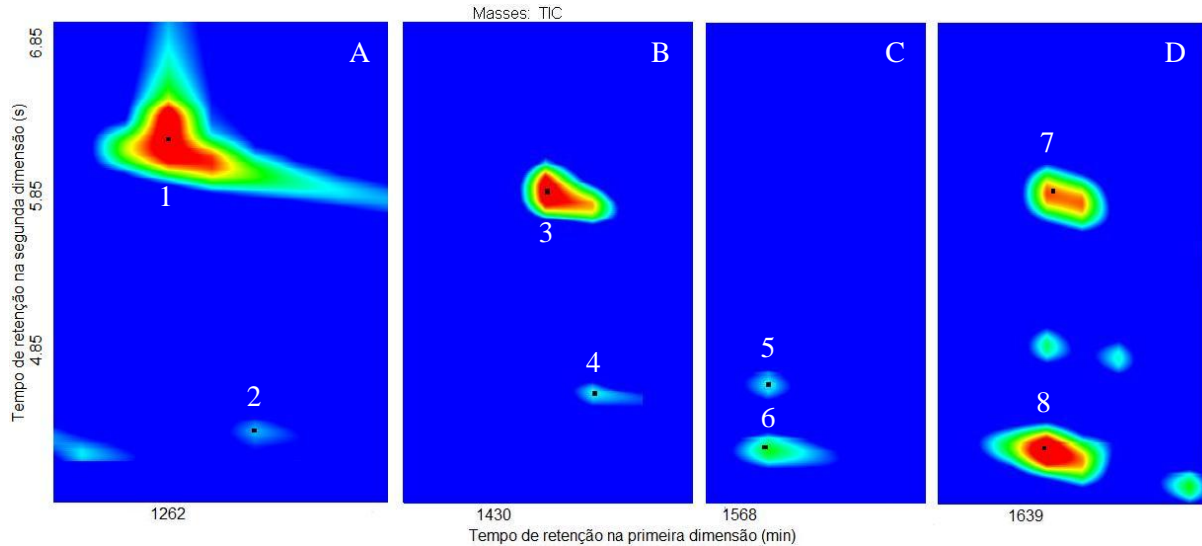 Masses: TIC
A
B
C
D
Tempo de retenção na segunda dimensão (s)
6.85
5.85
4.85
1
2
3
4
5
6
7
8
1262
1430
1568
1639
Tempo de retenção na primeira dimensão (min)